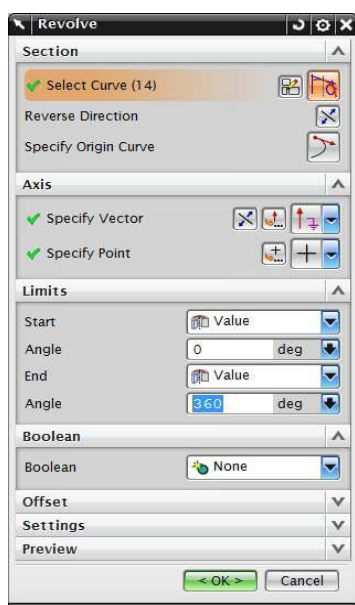 Revolve
Section
Select Curve (14)
Reverse Direction
Specify Origin Curve
Axis
Specify Vector
Specify Point
Limits
Start Value
Angle 0 deg
End Value
Angle 360 deg
Boolean
Boolean None
Offset
Settings
Preview
< OK > Cancel